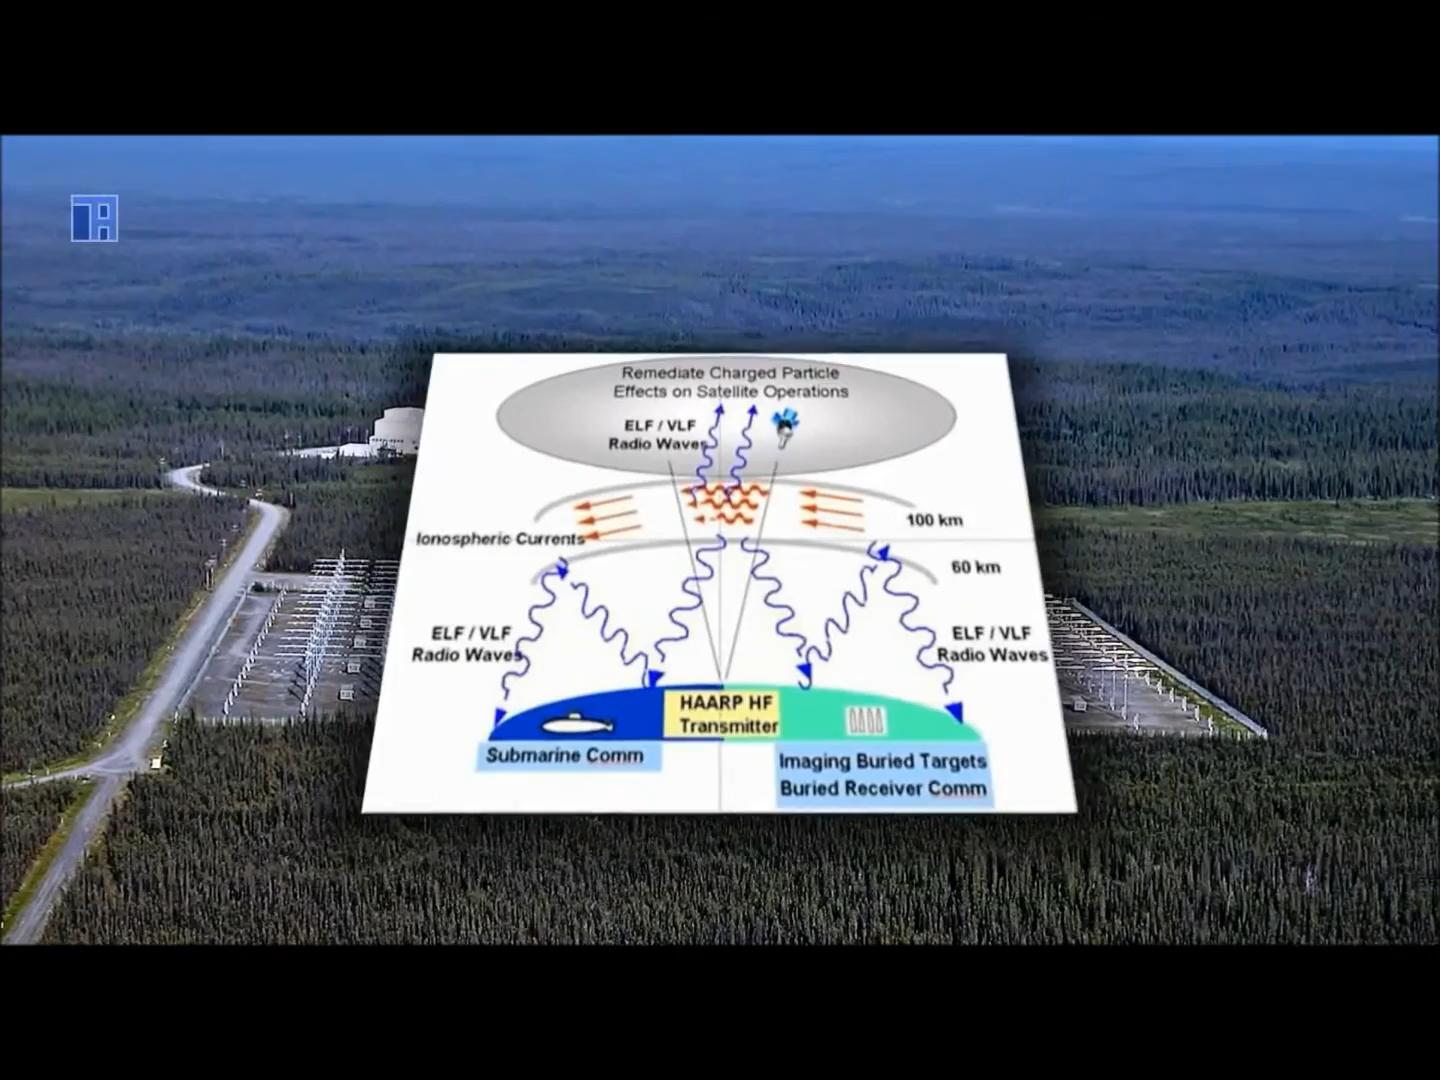 Remediate Charged Particle
Effects on Satellite Operations
ELF / VLF
Radio Waves
100 km
Ionospheric Currents
60 km
ELF / VLF
Radio Waves
ELF / VLF
Radio Waves
HAARP HF
Transmitter
Submarine Comm
Imaging Buried Targets
Buried Receiver Comm